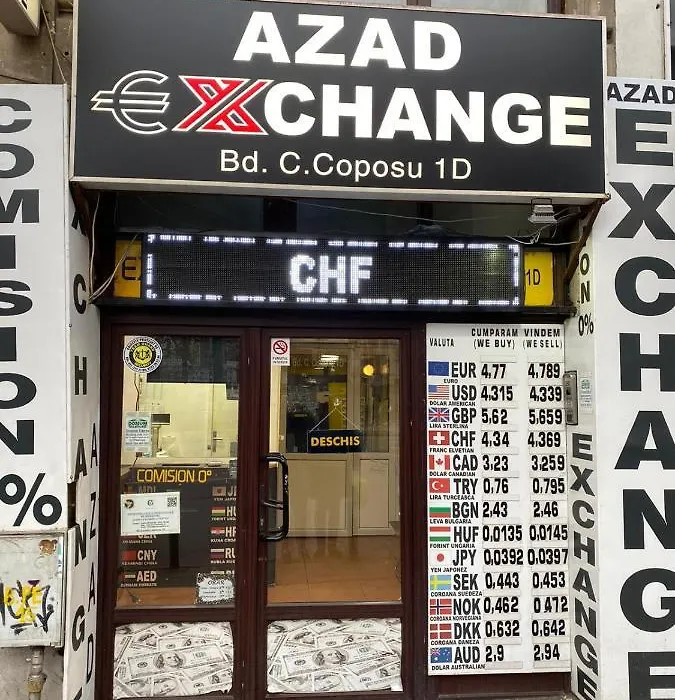 AZAD
€XCHANGE
Bd. C.Coposu 1D
COMISION 0%
AZAD
EXCHANGE
CHF
1D
0%
DESCHIS
COMISION 0%
CNY
AED
HUF
EXCHANGE
AZAD
EXCHANGE
VALUTA CUMPARAM (WE BUY) VINDEM (WE SELL)
EUR 4.77 4.789
EURO
USD 4.315 4.339
DOLAR AMERICAN
GBP 5.62 5.659
LIRA STERLINA
CHF 4.34 4.369
FRANC ELVETIAN
CAD 3.23 3.259
DOLAR CANADIAN
TRY 0,76 0,795
LIRA TURCEASCA
BGN 2.43 2.46
LEVA BULGARIA
HUF 0,0135 0,0145
FORINT UNGARIA
JPY 0,0392 0,0397
YEN JAPONEZ
SEK 0,443 0,453
COROANA SUEDEZA
NOK 0,462 0,472
COROANA NORVEGIANA
DKK 0.632 0,642
COROANA DANEZA
AUD 2.9 2.94
DOLAR AUSTRALIAN